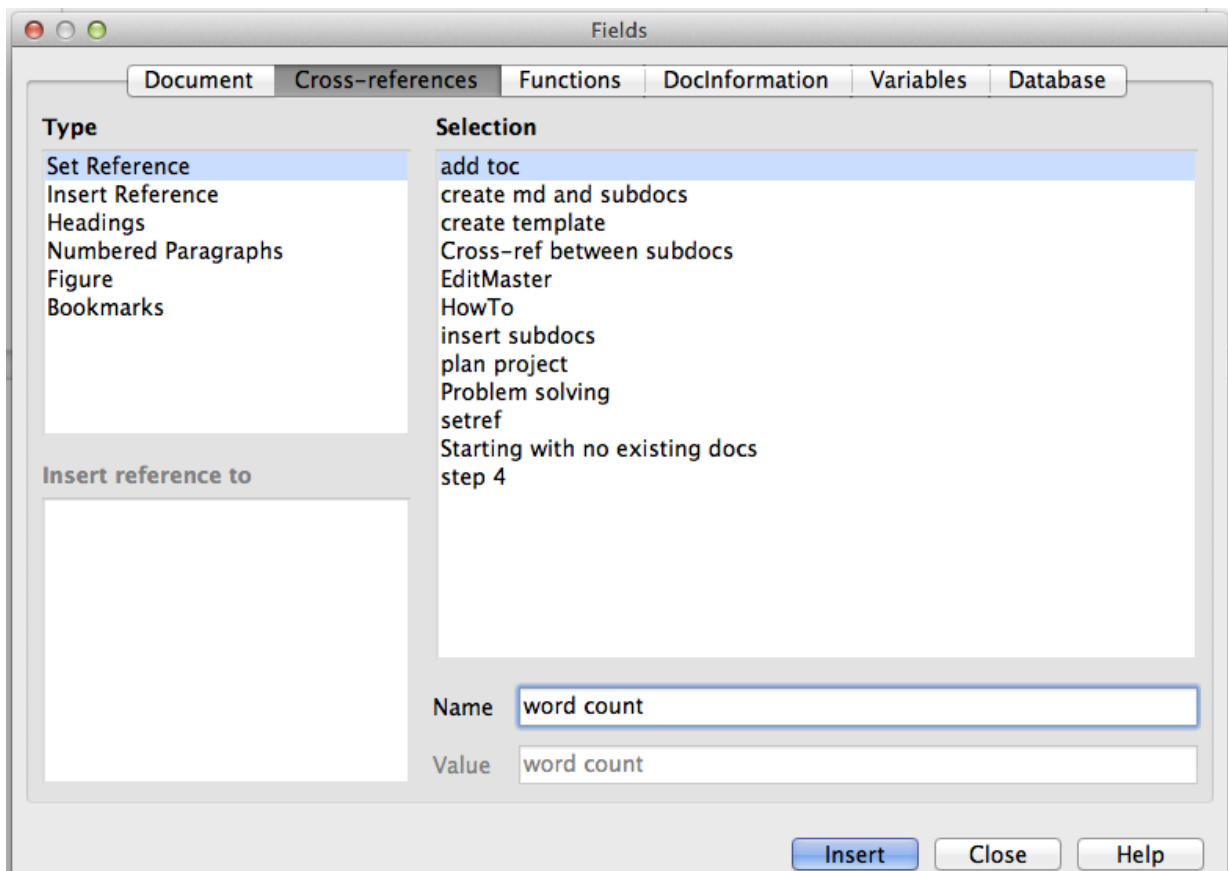 Fields
Document Cross-references Functions DocInformation Variables Database
Type
Set Reference
Insert Reference
Headings
Numbered Paragraphs
Figure
Bookmarks
Insert reference to
Selection
add toc
create md and subdocs
create template
Cross-ref between subdocs
EditMaster
HowTo
insert subdocs
plan project
Problem solving
setref
Starting with no existing docs
step 4
Name word count
Value word count
Insert Close Help